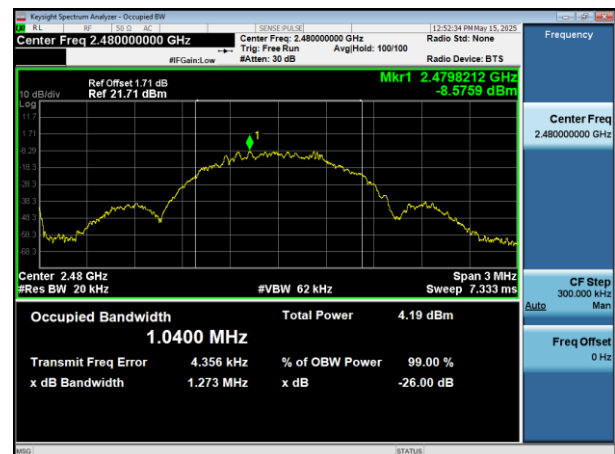 Keysight Spectrum Analyzer - Occupied BW
RL RF 50 Ω AC SENSE:PULSE 12:52:34 PM May 15, 2025
Center Freq 2.480000000 GHz
Center Freq: 2.480000000 GHz
Radio Std: None
Trig: Free Run Avg|Hold: 100/100
#IFGain:Low #Atten: 30 dB Radio Device: BTS
Ref Offset 1.71 dB
10 dB/div Ref 21.71 dBm
Mkr1 2.4798212 GHz
-8.5759 dBm
Log
11.7
1.71
-8.29
-18.3
-28.3
-38.3
-48.3
-58.3
-68.3
1
Center 2.48 GHz Span 3 MHz
#Res BW 20 kHz #VBW 62 kHz Sweep 7.333 ms
Occupied Bandwidth Total Power 4.19 dBm
1.0400 MHz
Transmit Freq Error 4.356 kHz % of OBW Power 99.00 %
x dB Bandwidth 1.273 MHz x dB -26.00 dB
MSG STATUS
Frequency
Center Freq
2.480000000 GHz
CF Step
300.000 kHz
Auto Man
Freq Offset
0 Hz